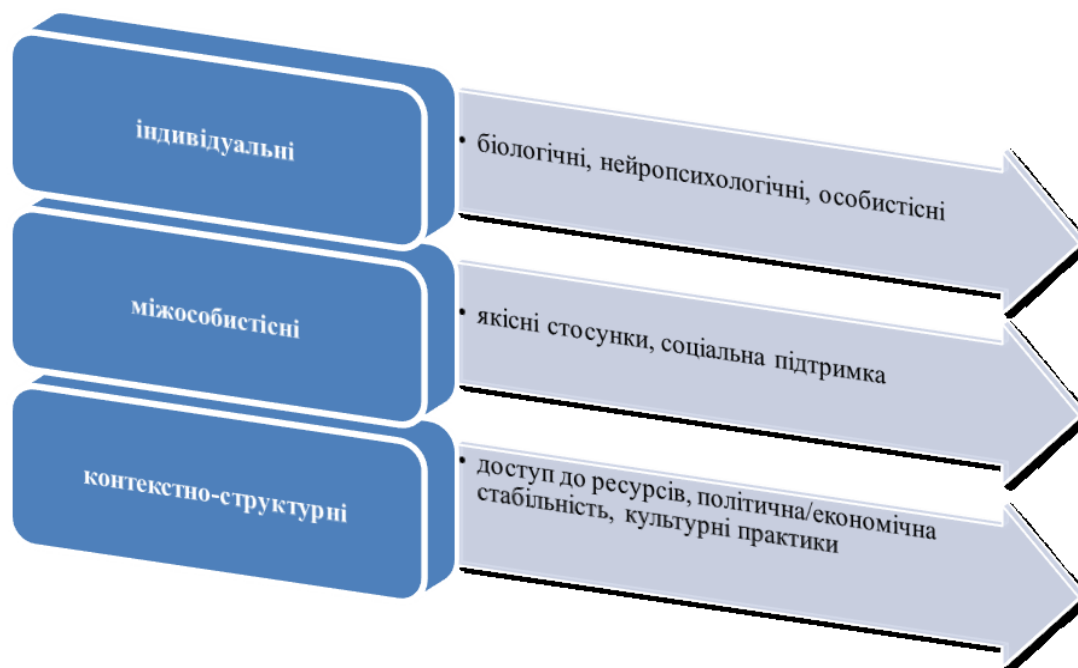 індивідуальні
• біологічні, нейропсихологічні, особистісні
міжособистісні
• якісні стосунки, соціальна підтримка
контекстно-структурні
• доступ до ресурсів, політична/економічна
стабільність, культурні практики